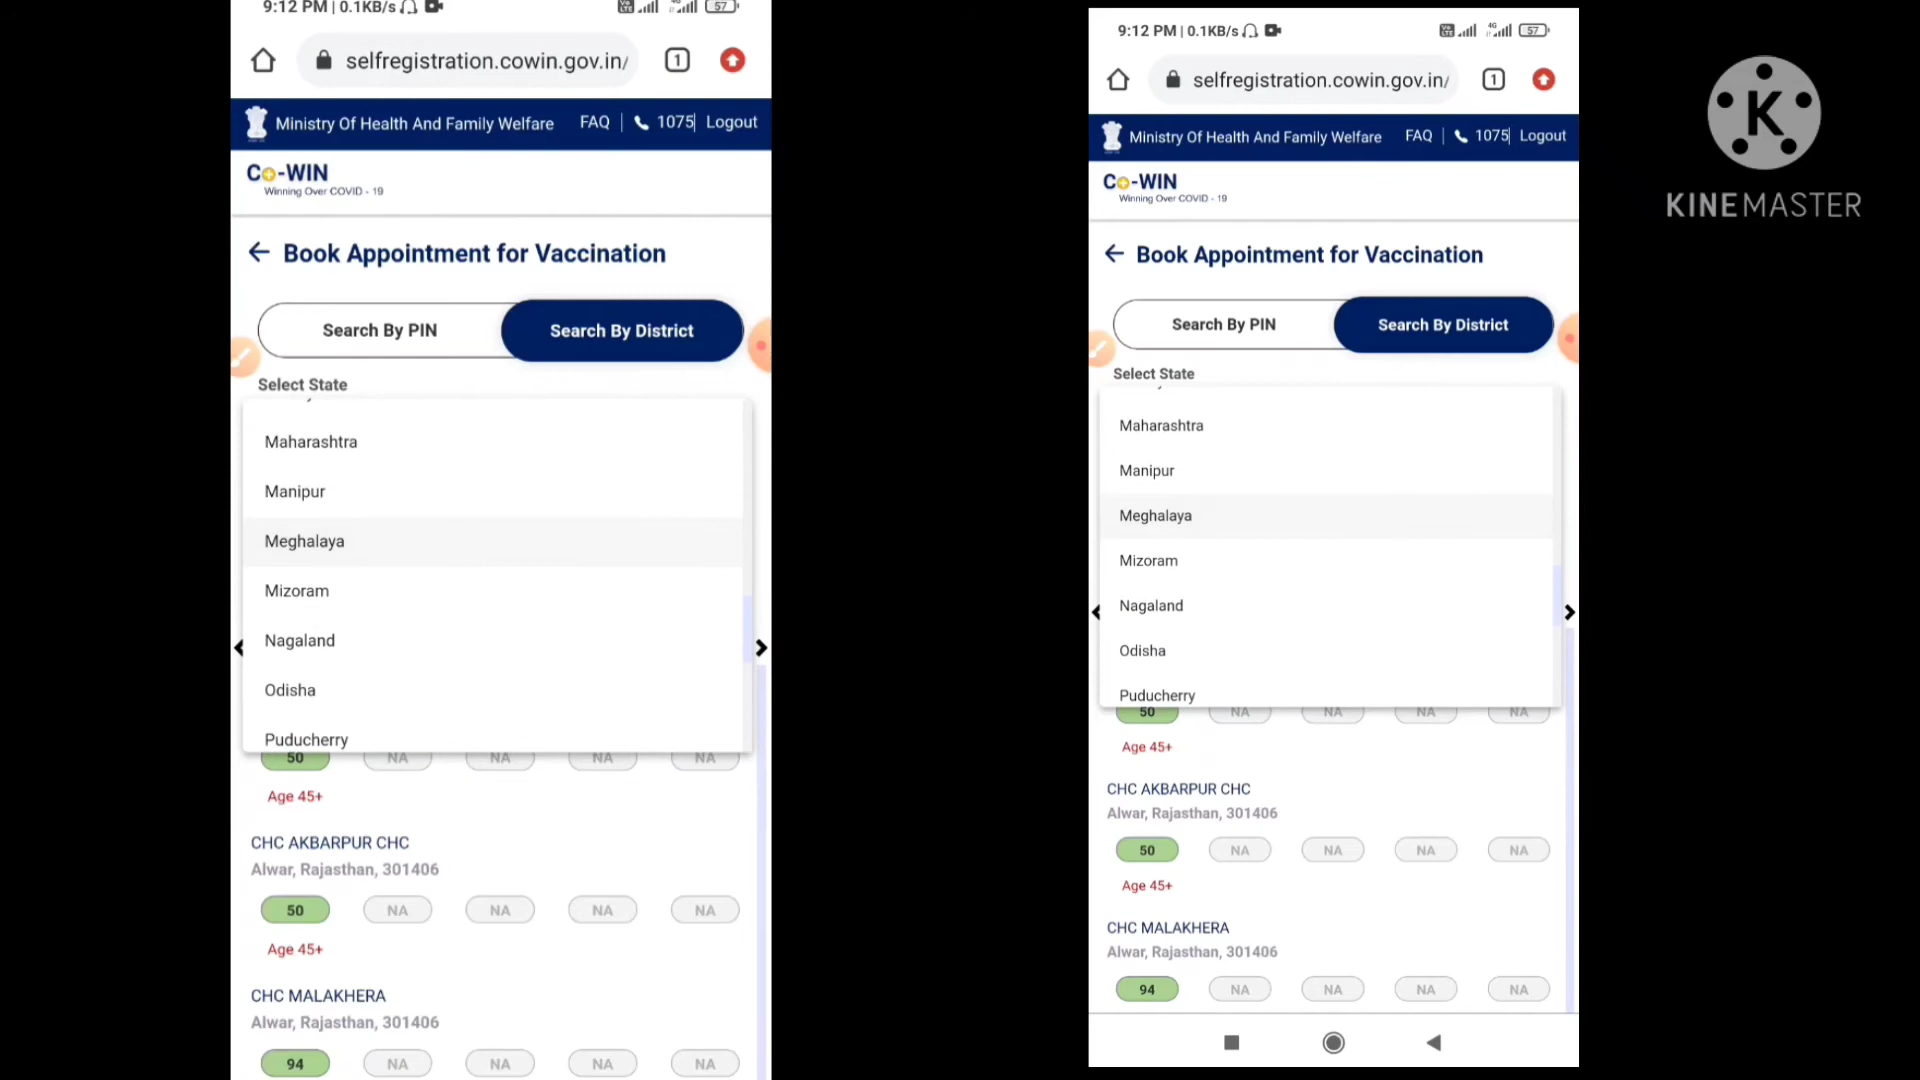 9:12 PM | 0.1KB/s
57
selfregistration.cowin.gov.in/
1
Ministry Of Health And Family Welfare
FAQ
1075
Logout
Co-WIN
Winning Over COVID - 19
Book Appointment for Vaccination
Search By PIN
Search By District
Select State
Maharashtra
Manipur
Meghalaya
Mizoram
Nagaland
Odisha
Puducherry
50 NA NA NA NA
Age 45+
CHC AKBARPUR CHC
Alwar, Rajasthan, 301406
50 NA NA NA NA
Age 45+
CHC MALAKHERA
Alwar, Rajasthan, 301406
94 NA NA NA NA
9:12 PM | 0.1KB/s
4G
57
selfregistration.cowin.gov.in/
1
Ministry Of Health And Family Welfare
FAQ
1075
Logout
Co-WIN
Winning Over COVID - 19
Book Appointment for Vaccination
Search By PIN
Search By District
Select State
Maharashtra
Manipur
Meghalaya
Mizoram
Nagaland
Odisha
Puducherry
50 NA NA NA NA
Age 45+
CHC AKBARPUR CHC
Alwar, Rajasthan, 301406
50 NA NA NA NA
Age 45+
CHC MALAKHERA
Alwar, Rajasthan, 301406
94 NA NA NA NA
K
KINEMASTER